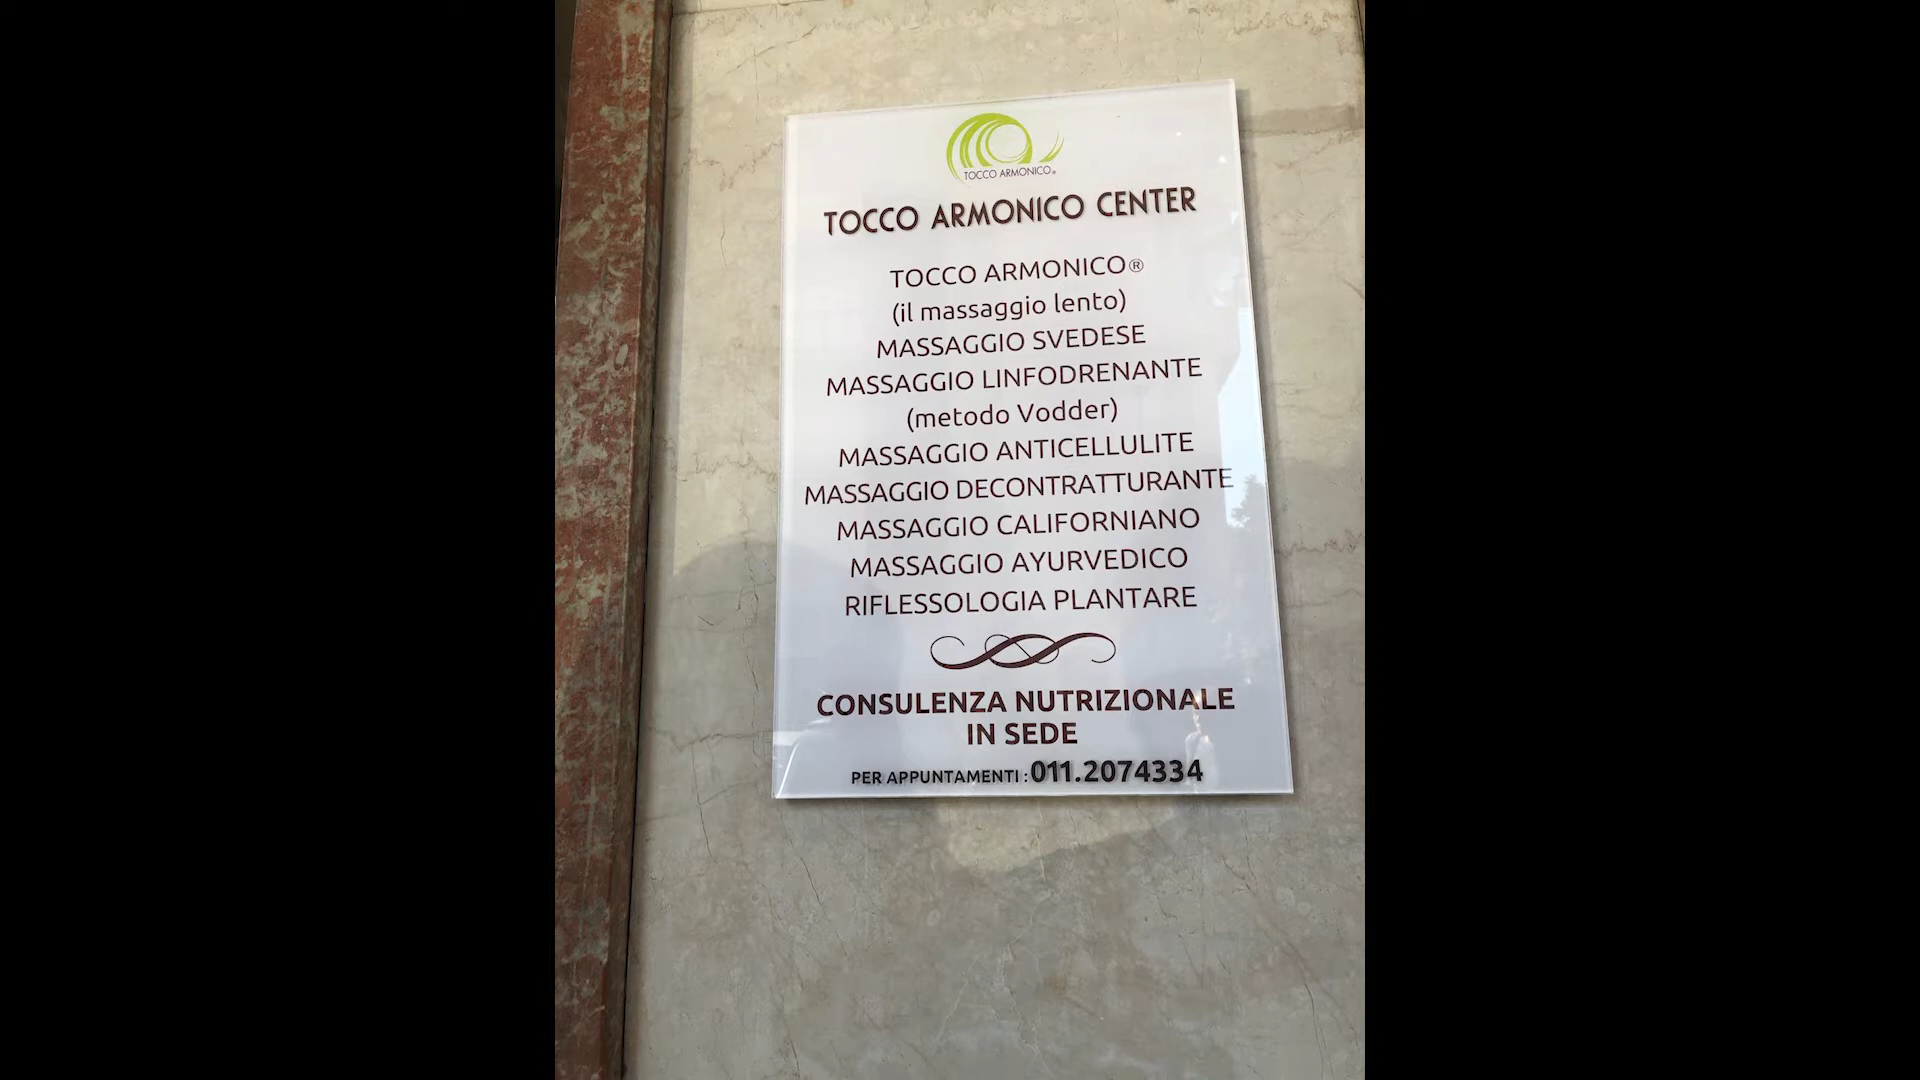 TOCCO ARMONICO®
TOCCO ARMONICO CENTER
TOCCO ARMONICO®
(il massaggio lento)
MASSAGGIO SVEDESE
MASSAGGIO LINFODRENANTE
(metodo Vodder)
MASSAGGIO ANTICELLULITE
MASSAGGIO DECONTRATTURANTE
MASSAGGIO CALIFORNIANO
MASSAGGIO AYURVEDICO
RIFLESSOLOGIA PLANTARE
CONSULENZA NUTRIZIONALE
IN SEDE
PER APPUNTAMENTI : 011.2074334